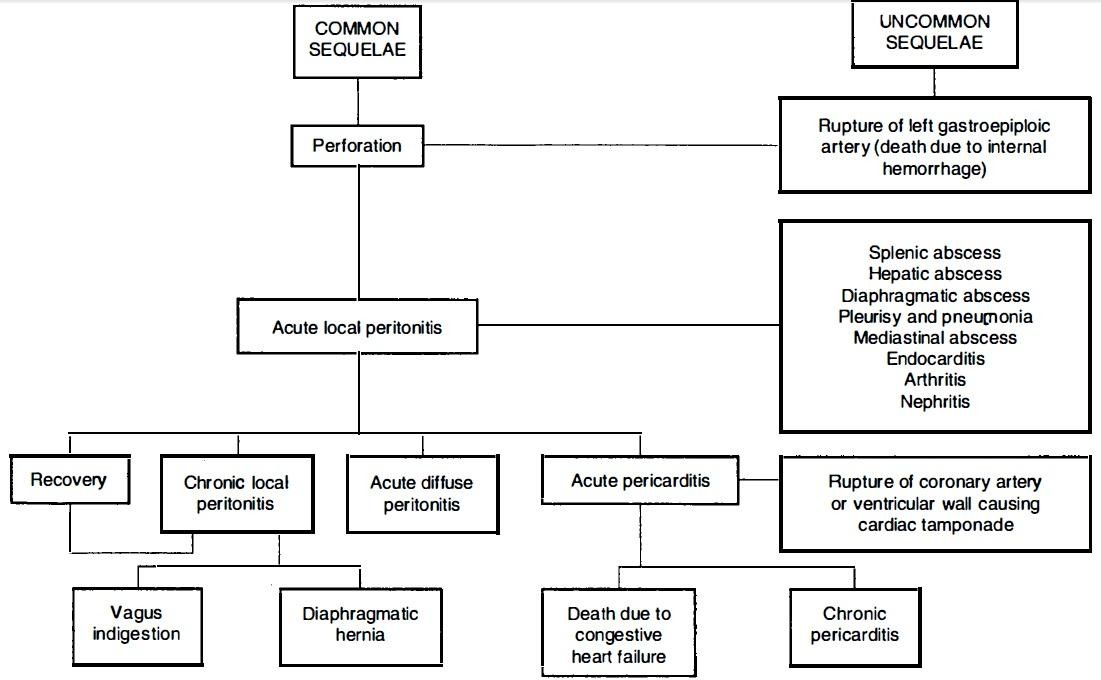 COMMON
SEQUELAE
UNCOMMON
SEQUELAE
Perforation
Rupture of left gastroepiploic
artery (death due to internal
hemorrhage)
Acute local peritonitis
Splenic abscess
Hepatic abscess
Diaphragmatic abscess
Pleurisy and pneumonia
Mediastinal abscess
Endocarditis
Arthritis
Nephritis
Recovery
Chronic local
peritonitis
Acute diffuse
peritonitis
Acute pericarditis
Rupture of coronary artery
or ventricular wall causing
cardiac tamponade
Vagus
indigestion
Diaphragmatic
hernia
Death due to
congestive
heart failure
Chronic
pericarditis